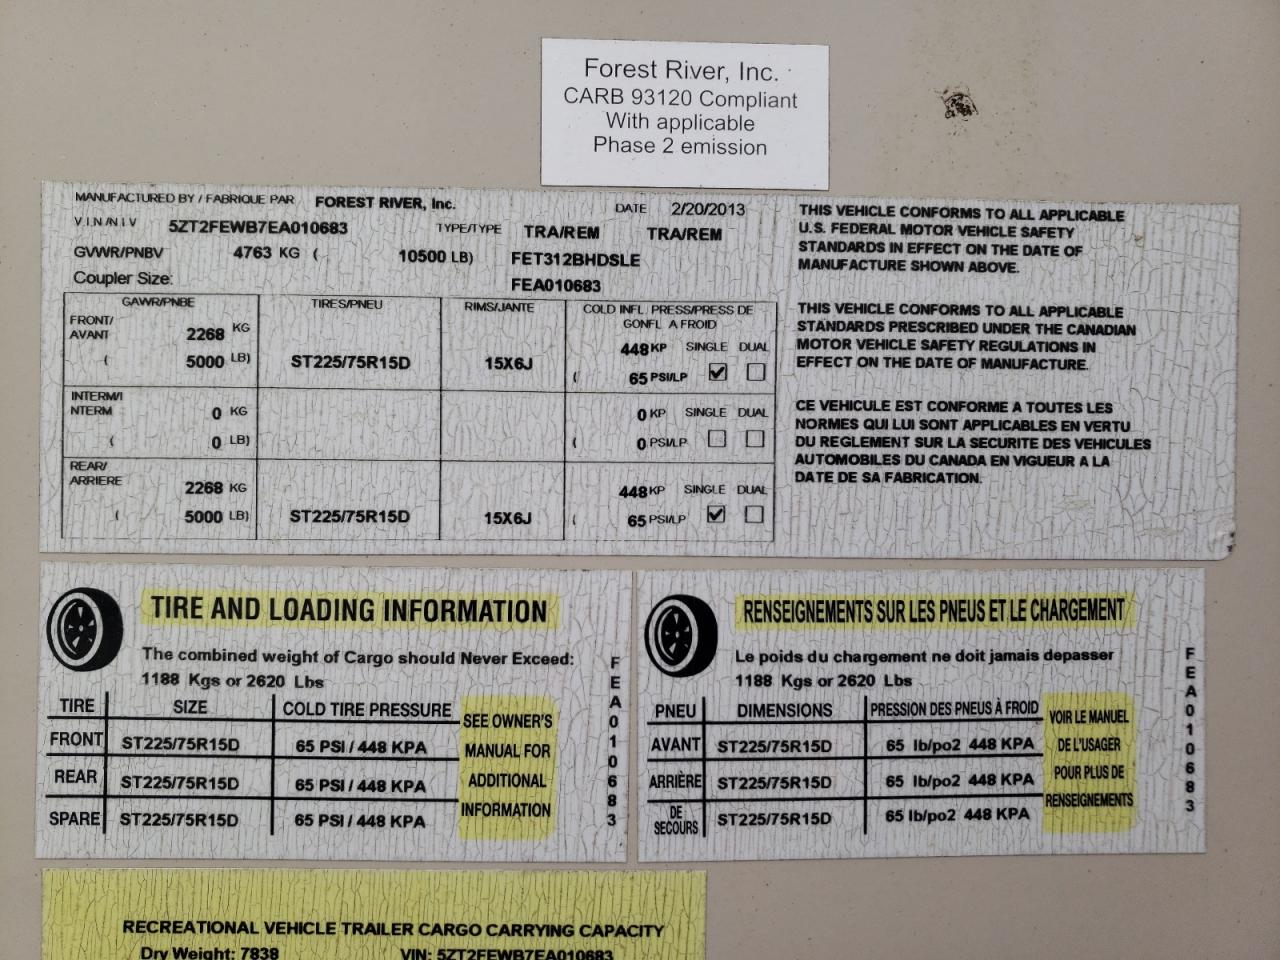 Forest River, Inc.
CARB 93120 Compliant
With applicable
Phase 2 emission
MANUFACTURED BY / FABRIQUE PAR FOREST RIVER, Inc. DATE 2/20/2013
VIN/NIV 5ZT2FEWB7EA010683 TYPE/TYPE TRA/REM TRA/REM
GVWR/PNBV 4763 KG ( 10500 LB) FET312BHDSLE
Coupler Size: FEA010683
GAWR/PNBE TIRES/PNEU RIMS/JANTE COLD INFL. PRESS/PRESS DE
GONFL A FROID
FRONT/
AVANT 2268 KG 448 KP SINGLE DUAL
( 5000 LB) ST225/75R15D 15X6J ( 65 PSI/LP
INTERM/I
NTERM 0 KG 0 KP SINGLE DUAL
( 0 LB) ( 0 PSI/LP
REAR/
ARRIERE 2268 KG 448 KP SINGLE DUAL
( 5000 LB) ST225/75R15D 15X6J ( 65 PSI/LP
THIS VEHICLE CONFORMS TO ALL APPLICABLE
U.S. FEDERAL MOTOR VEHICLE SAFETY
STANDARDS IN EFFECT ON THE DATE OF
MANUFACTURE SHOWN ABOVE.
THIS VEHICLE CONFORMS TO ALL APPLICABLE
STANDARDS PRESCRIBED UNDER THE CANADIAN
MOTOR VEHICLE SAFETY REGULATIONS IN
EFFECT ON THE DATE OF MANUFACTURE.
CE VEHICULE EST CONFORME A TOUTES LES
NORMES QUI LUI SONT APPLICABLES EN VERTU
DU REGLEMENT SUR LA SECURITE DES VEHICULES
AUTOMOBILES DU CANADA EN VIGUEUR A LA
DATE DE SA FABRICATION.
TIRE AND LOADING INFORMATION
The combined weight of Cargo should Never Exceed:
1188 Kgs or 2620 Lbs
TIRE SIZE COLD TIRE PRESSURE
FRONT ST225/75R15D 65 PSI / 448 KPA
REAR ST225/75R15D 65 PSI / 448 KPA
SPARE ST225/75R15D 65 PSI / 448 KPA
SEE OWNER'S
MANUAL FOR
ADDITIONAL
INFORMATION
FEA010683
RENSEIGNEMENTS SUR LES PNEUS ET LE CHARGEMENT
Le poids du chargement ne doit jamais depasser
1188 Kgs or 2620 Lbs
PNEU DIMENSIONS PRESSION DES PNEUS À FROID
AVANT ST225/75R15D 65 lb/po2 448 KPA
ARRIÈRE ST225/75R15D 65 lb/po2 448 KPA
DE
SECOURS ST225/75R15D 65 lb/po2 448 KPA
VOIR LE MANUEL
DE L'USAGER
POUR PLUS DE
RENSEIGNEMENTS
FEA010683
RECREATIONAL VEHICLE TRAILER CARGO CARRYING CAPACITY
Dry Weight: 7838 VIN: 5ZT2FEWB7EA010683